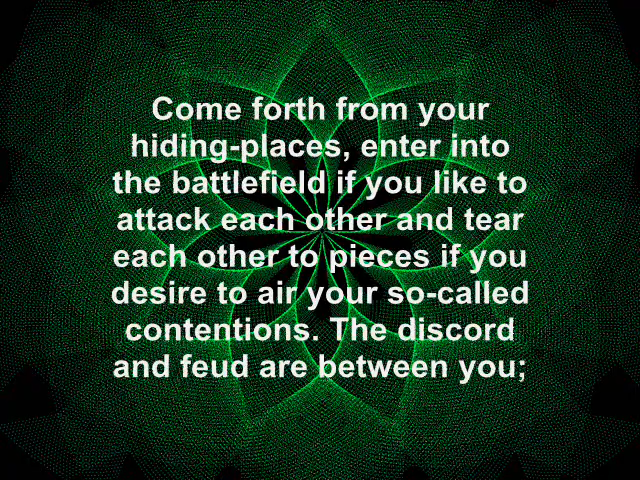 Come forth from your
hiding-places, enter into
the battlefield if you like to
attack each other and tear
each other to pieces if you
desire to air your so-called
contentions. The discord
and feud are between you;